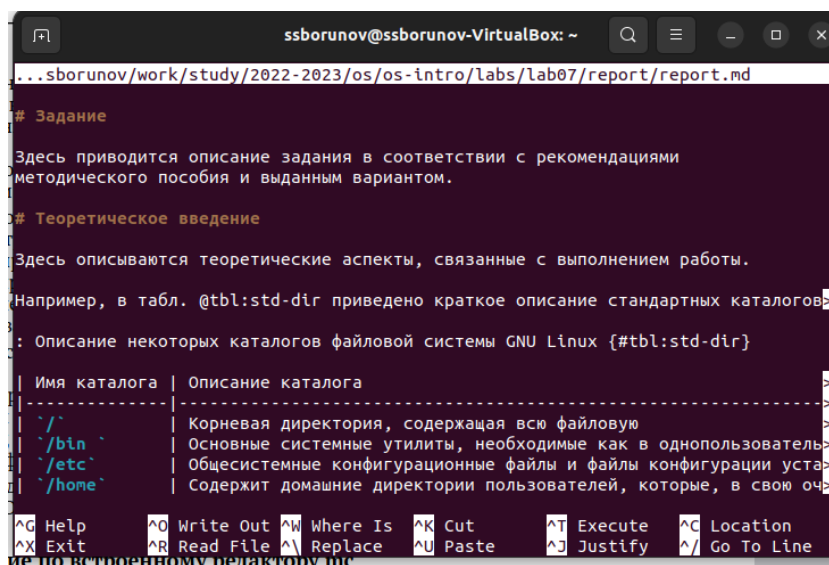 ssborunov@ssborunov-VirtualBox: ~
...sborunov/work/study/2022-2023/os/os-intro/labs/lab07/report/report.md
# Задание
Здесь приводится описание задания в соответствии с рекомендациями
методического пособия и выданным вариантом.
# Теоретическое введение
Здесь описываются теоретические аспекты, связанные с выполнением работы.
Например, в табл. @tbl:std-dir приведено краткое описание стандартных каталогов>
: Описание некоторых каталогов файловой системы GNU Linux {#tbl:std-dir}
| Имя каталога | Описание каталога >
|--------------|---------------------------------------------------------------->
| `/` | Корневая директория, содержащая всю файловую >
| `/bin ` | Основные системные утилиты, необходимые как в однопользователь>
| `/etc` | Общесистемные конфигурационные файлы и файлы конфигурации уста>
| `/home` | Содержит домашние директории пользователей, которые, в свою оч>
^G Help ^O Write Out ^W Where Is ^K Cut ^T Execute ^C Location
^X Exit ^R Read File ^\ Replace ^U Paste ^J Justify ^/ Go To Line
ие по встроенному редактору mc